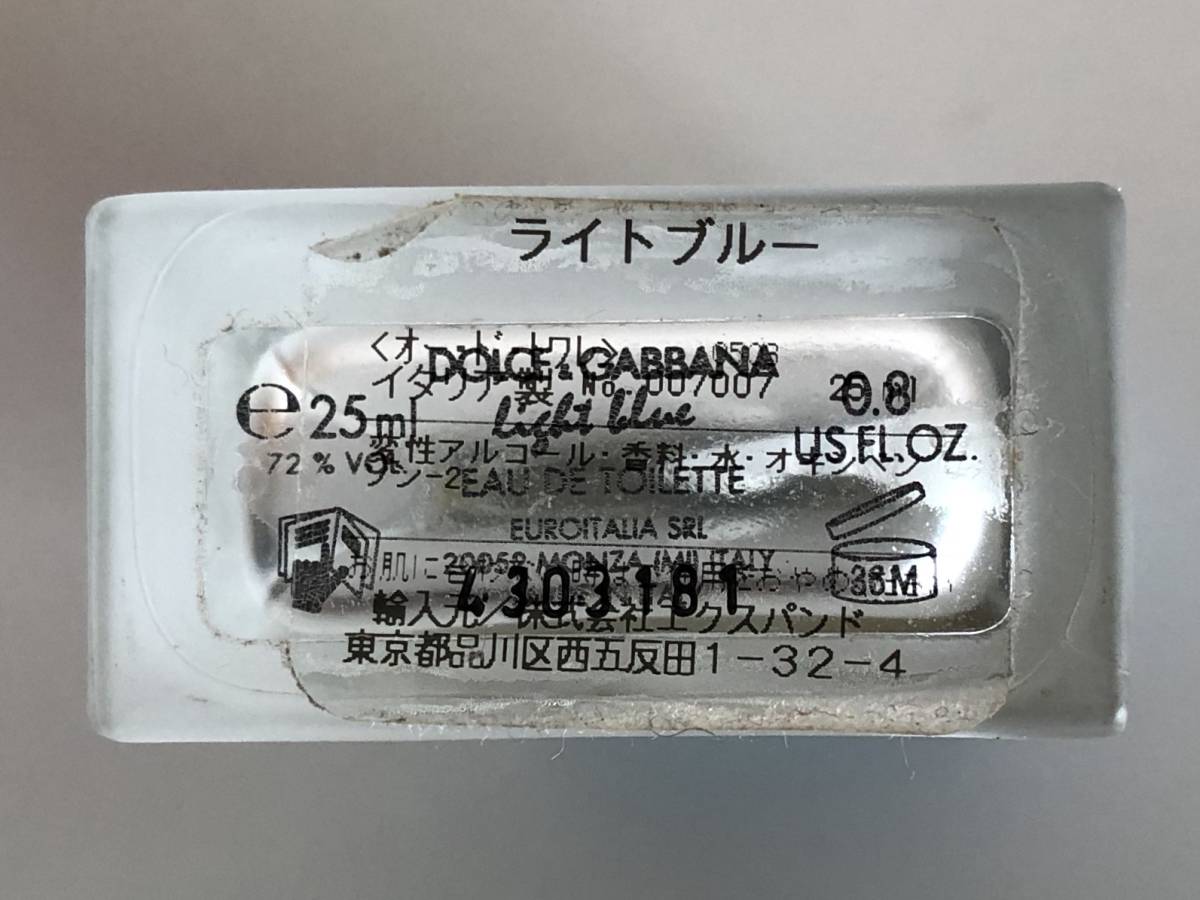 ライトブルー
<オードトワレ>
DOLCE & GABBANA
イタリア製 No. 007007 25 ml
℮ 25 ml
light blue
0.8
US.FL.OZ.
72 % VOL.
変性アルコール・香料・水・オキシベン
ゾン-2
EAU DE TOILETTE
EUROITALIA SRL
MONZA (MI) ITALY
36M
4303181
輸入元/株式会社エクスパンド
東京都品川区西五反田1-32-4